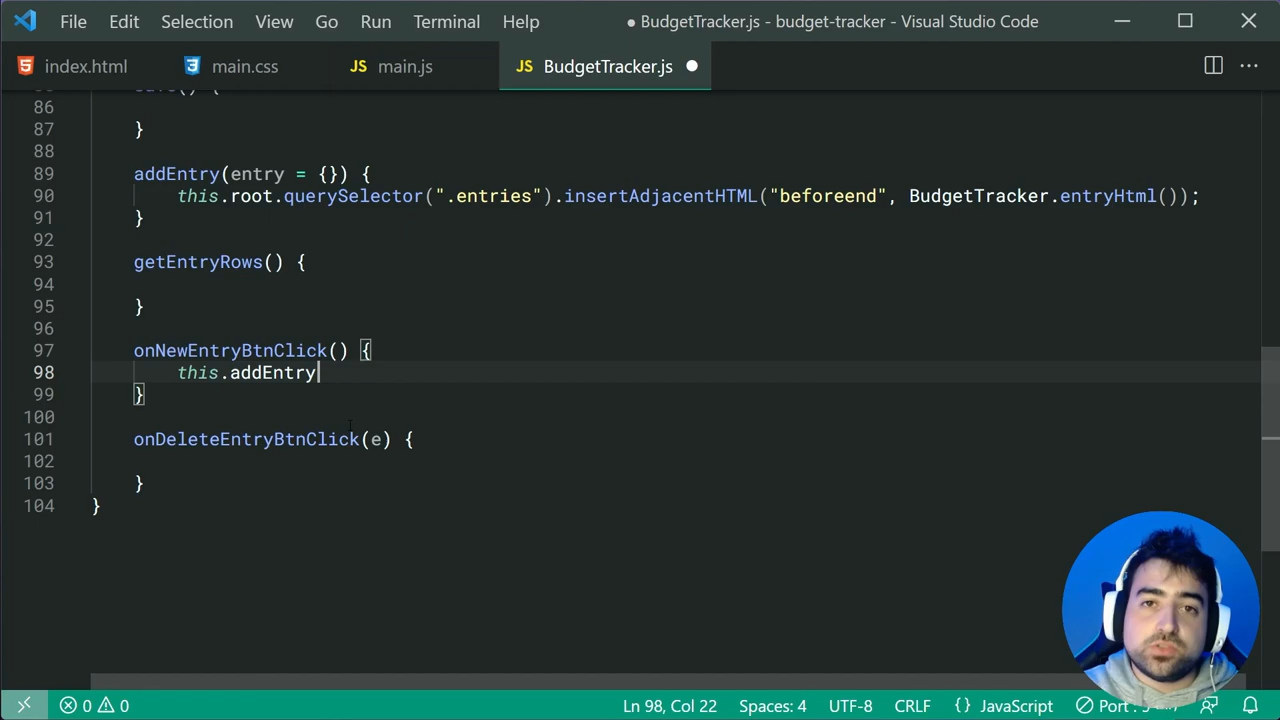 File Edit Selection View Go Run Terminal Help ● BudgetTracker.js - budget-tracker - Visual Studio Code
index.html main.css JS main.js JS BudgetTracker.js
86
87 }
88
89 addEntry(entry = {}) {
90 this.root.querySelector(".entries").insertAdjacentHTML("beforeend", BudgetTracker.entryHtml());
91 }
92
93 getEntryRows() {
94
95 }
96
97 onNewEntryBtnClick() {
98 this.addEntry
99 }
100
101 onDeleteEntryBtnClick(e) {
102
103 }
104 }
0 0 Ln 98, Col 22 Spaces: 4 UTF-8 CRLF {} JavaScript Port :